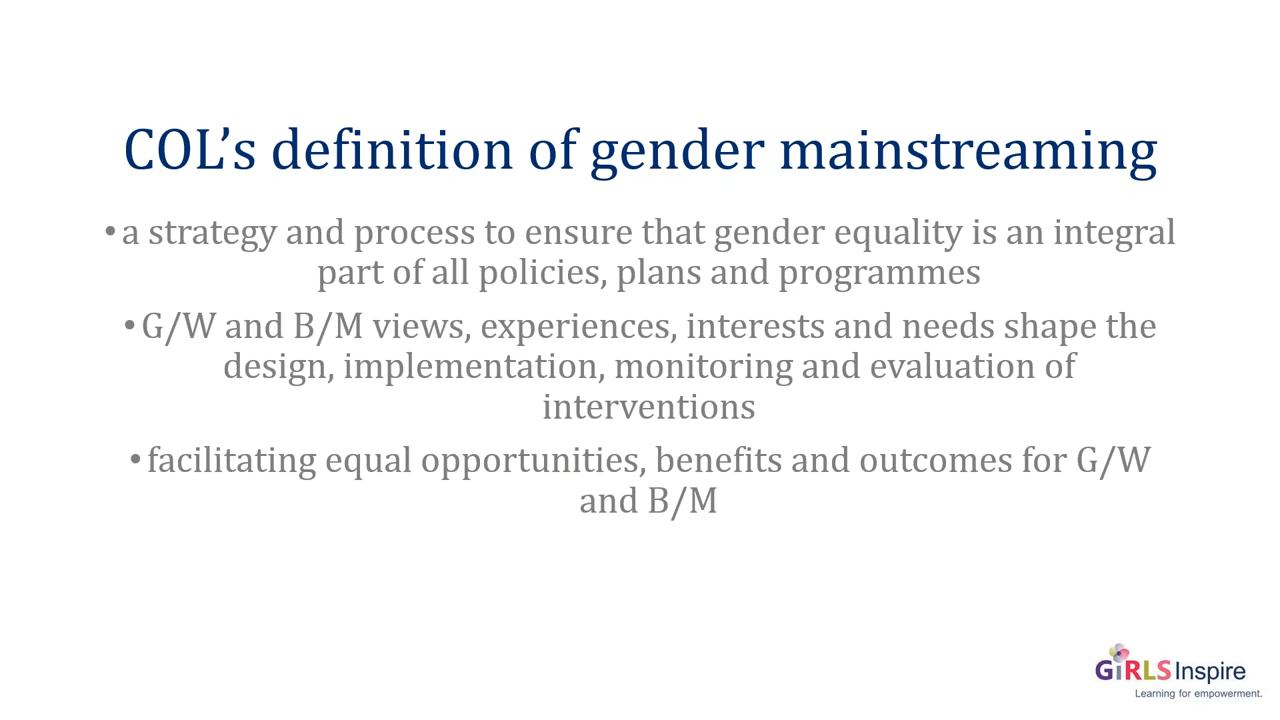 COL’s definition of gender mainstreaming
•a strategy and process to ensure that gender equality is an integral
part of all policies, plans and programmes
•G/W and B/M views, experiences, interests and needs shape the
design, implementation, monitoring and evaluation of
interventions
•facilitating equal opportunities, benefits and outcomes for G/W
and B/M
GiRLS Inspire
Learning for empowerment.